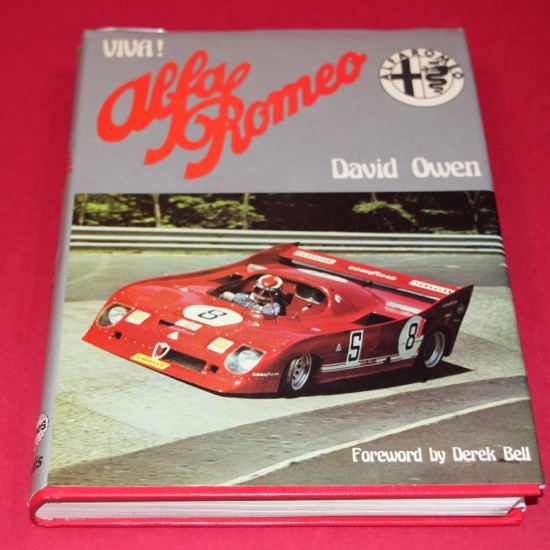 VIVA!
Alfa Romeo
ALFA ROMEO
David Owen
GOODYEAR
8
S
8
Foreword by Derek Bell